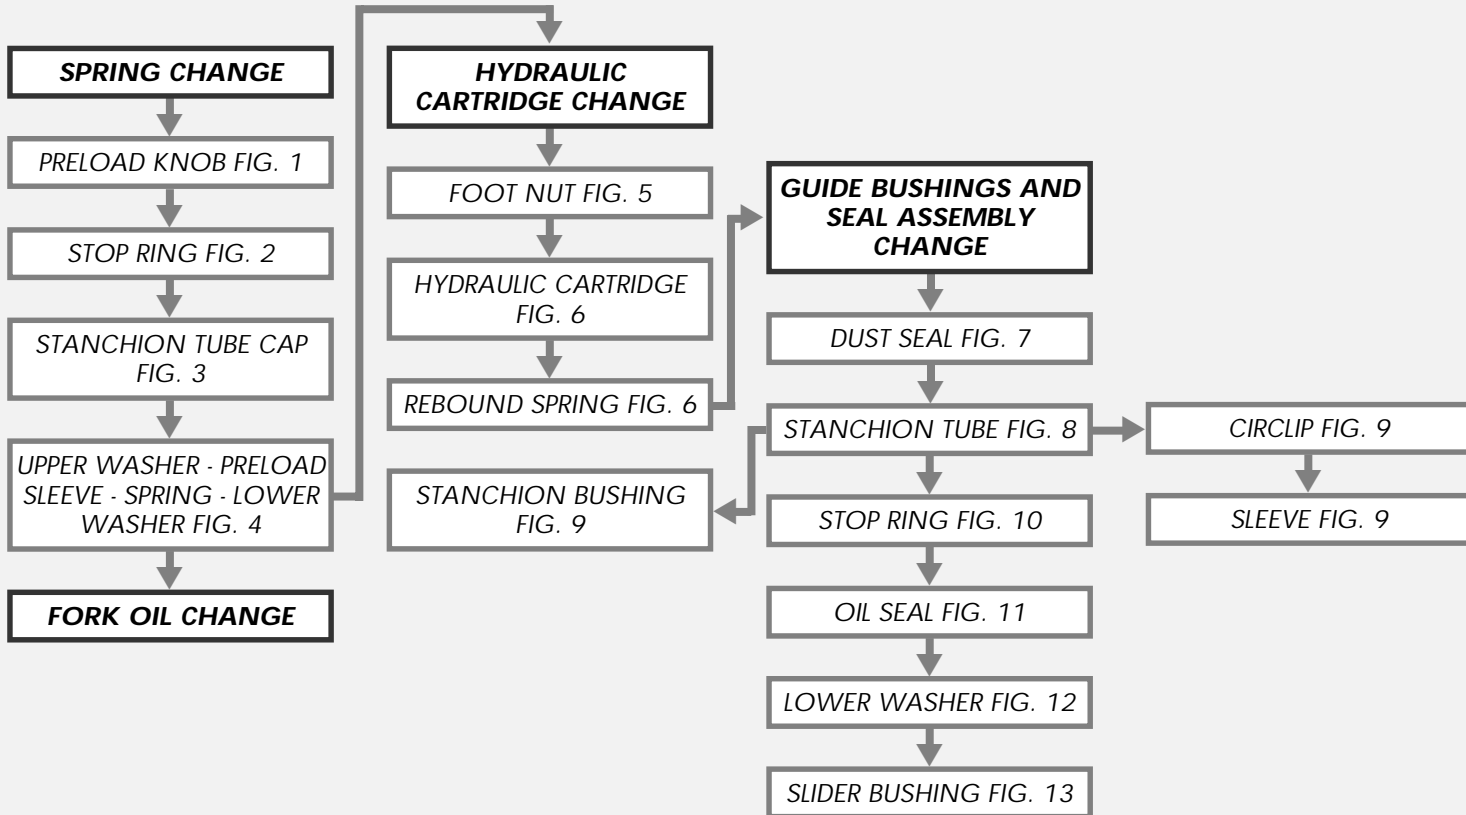 SPRING CHANGE
PRELOAD KNOB FIG. 1
STOP RING FIG. 2
STANCHION TUBE CAP
FIG. 3
UPPER WASHER - PRELOAD
SLEEVE - SPRING - LOWER
WASHER FIG. 4
FORK OIL CHANGE
HYDRAULIC
CARTRIDGE CHANGE
FOOT NUT FIG. 5
HYDRAULIC CARTRIDGE
FIG. 6
REBOUND SPRING FIG. 6
STANCHION BUSHING
FIG. 9
GUIDE BUSHINGS AND
SEAL ASSEMBLY
CHANGE
DUST SEAL FIG. 7
STANCHION TUBE FIG. 8
STOP RING FIG. 10
OIL SEAL FIG. 11
LOWER WASHER FIG. 12
SLIDER BUSHING FIG. 13
CIRCLIP FIG. 9
SLEEVE FIG. 9